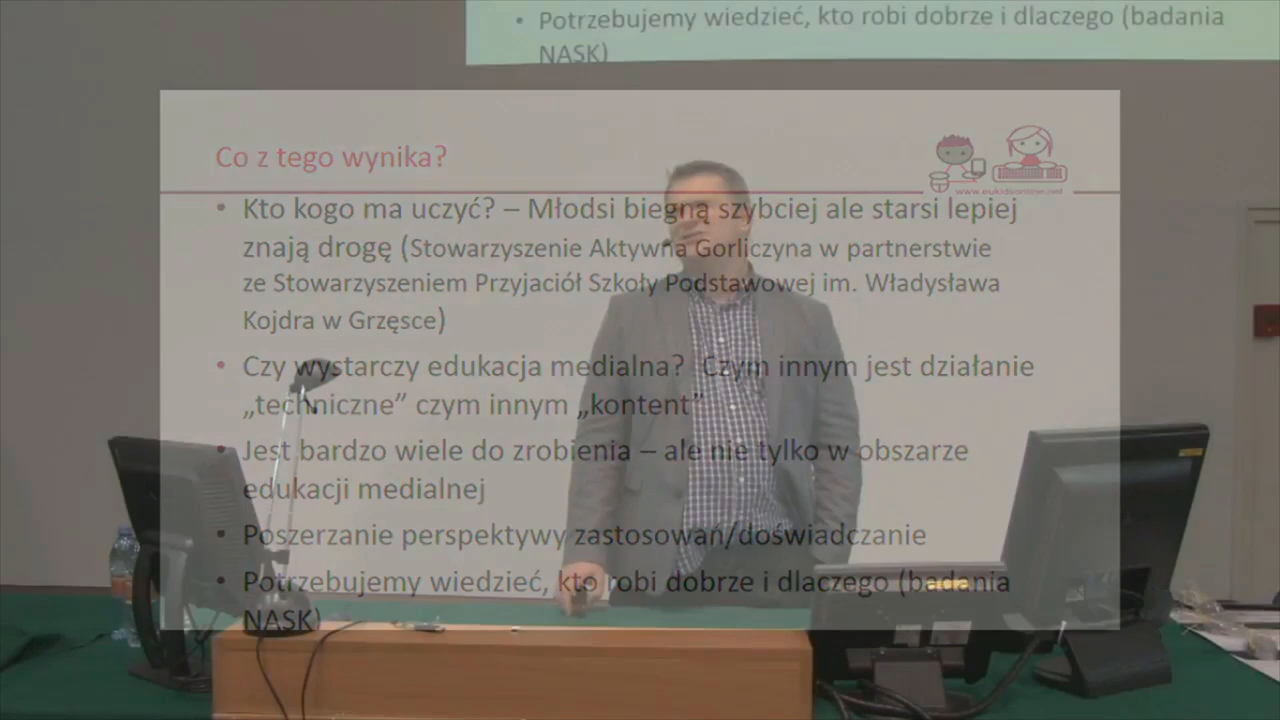 • Potrzebujemy wiedzieć, kto robi dobrze i dlaczego (badania
NASK)
Co z tego wynika?
www.eukidsonline.net
• Kto kogo ma uczyć? – Młodsi biegną szybciej ale starsi lepiej
znają drogę (Stowarzyszenie Aktywna Gorliczyna w partnerstwie
ze Stowarzyszeniem Przyjaciół Szkoły Podstawowej im. Władysława
Kojdra w Grzęsce)
• Czy wystarczy edukacja medialna? Czym innym jest działanie
„techniczne” czym innym „kontent”
• Jest bardzo wiele do zrobienia – ale nie tylko w obszarze
edukacji medialnej
• Poszerzanie perspektywy zastosowań/doświadczanie
• Potrzebujemy wiedzieć, kto robi dobrze i dlaczego (badania
NASK)